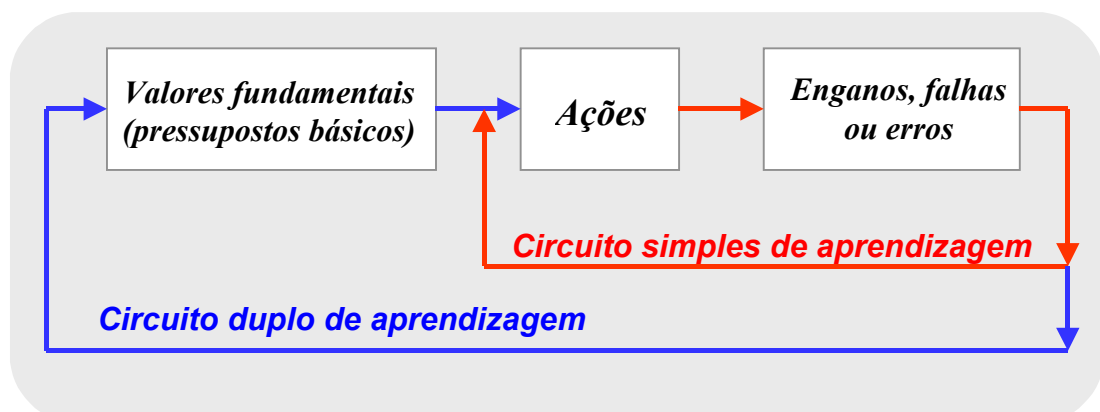 Valores fundamentais
(pressupostos básicos)
Ações
Enganos, falhas
ou erros
Circuito simples de aprendizagem
Circuito duplo de aprendizagem